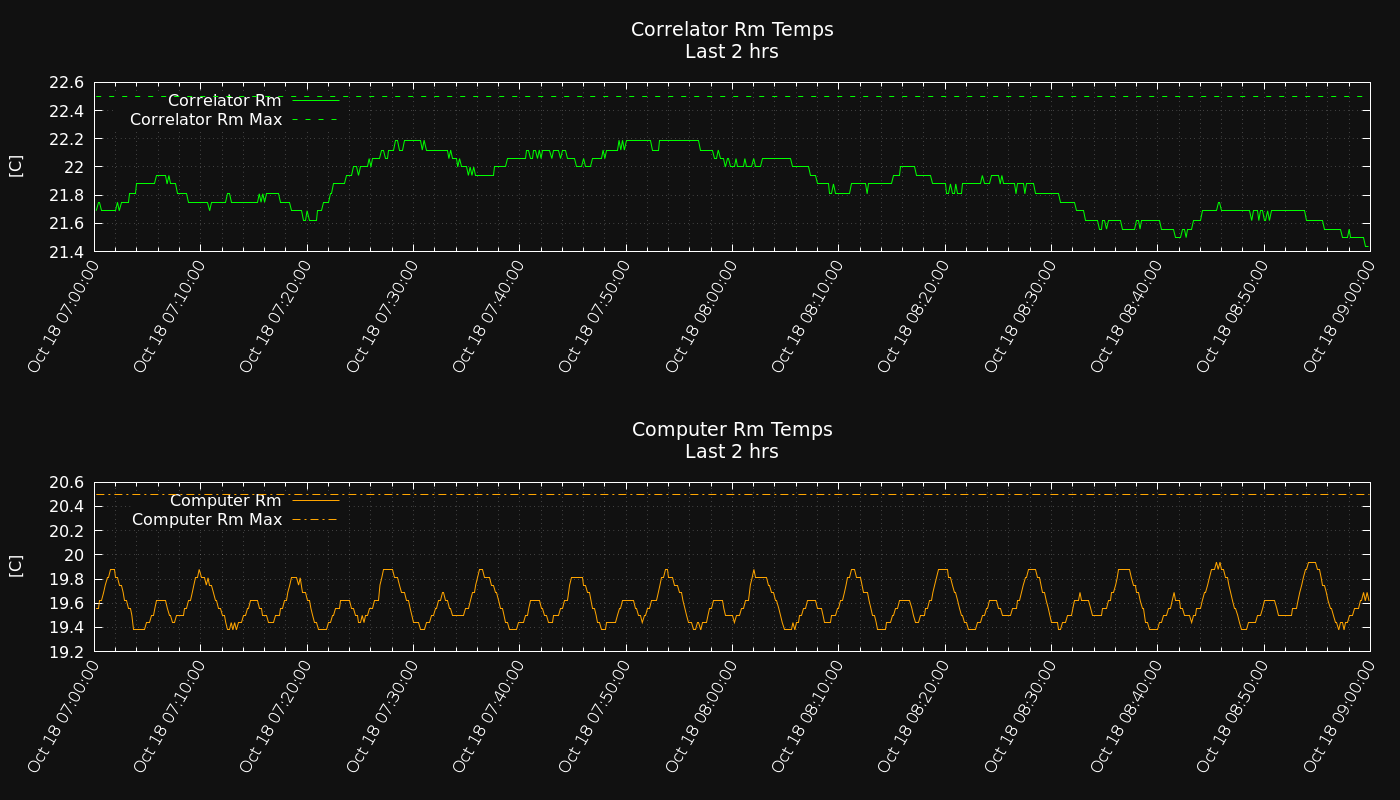 Correlator Rm Temps
Last 2 hrs
22.6
22.4
22.2
22
21.8
21.6
21.4
[C]
Correlator Rm
Correlator Rm Max
Oct 18 07:00:00
Oct 18 07:10:00
Oct 18 07:20:00
Oct 18 07:30:00
Oct 18 07:40:00
Oct 18 07:50:00
Oct 18 08:00:00
Oct 18 08:10:00
Oct 18 08:20:00
Oct 18 08:30:00
Oct 18 08:40:00
Oct 18 08:50:00
Oct 18 09:00:00
Computer Rm Temps
Last 2 hrs
20.6
20.4
20.2
20
19.8
19.6
19.4
19.2
[C]
Computer Rm
Computer Rm Max
Oct 18 07:00:00
Oct 18 07:10:00
Oct 18 07:20:00
Oct 18 07:30:00
Oct 18 07:40:00
Oct 18 07:50:00
Oct 18 08:00:00
Oct 18 08:10:00
Oct 18 08:20:00
Oct 18 08:30:00
Oct 18 08:40:00
Oct 18 08:50:00
Oct 18 09:00:00